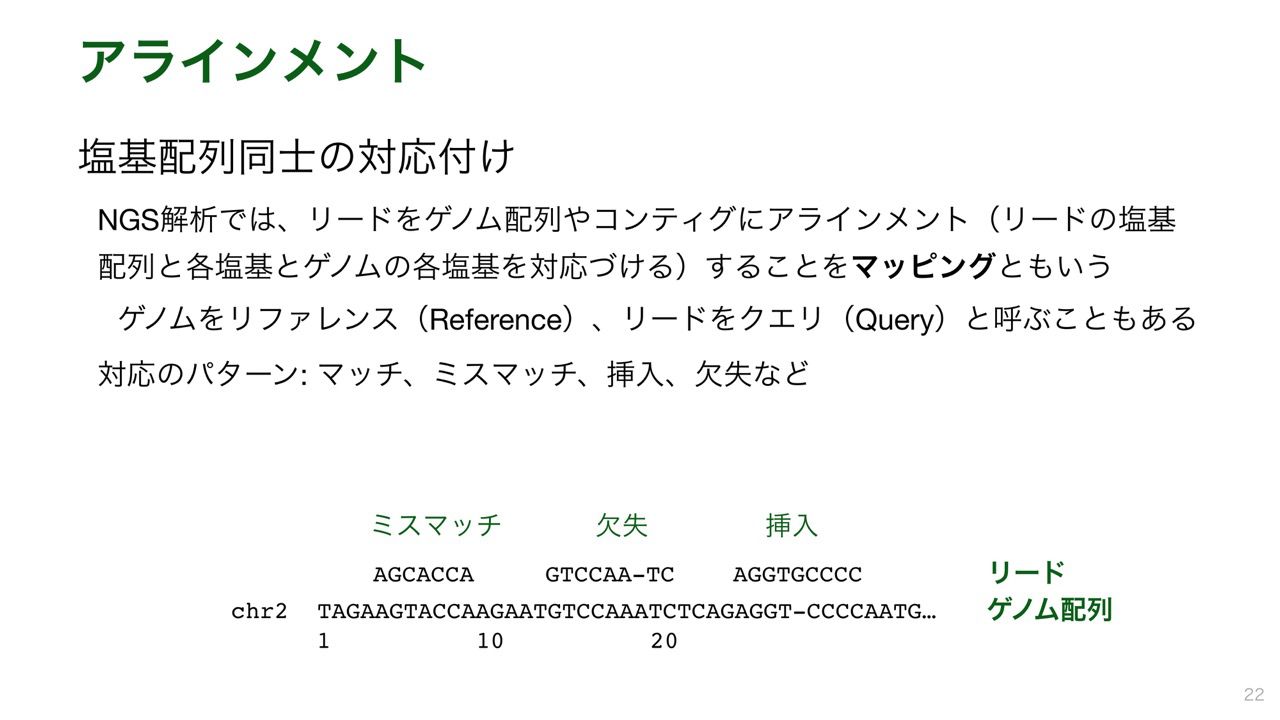 アラインメント
塩基配列同士の対応付け
NGS解析では、リードをゲノム配列やコンティグにアラインメント（リードの塩基
配列と各塩基とゲノムの各塩基を対応づける）することをマッピングともいう
ゲノムをリファレンス（Reference）、リードをクエリ（Query）と呼ぶこともある
対応のパターン: マッチ、ミスマッチ、挿入、欠失など
ミスマッチ 欠失 挿入
AGCACCA GTCCAA-TC AGGTGCCCC リード
chr2 TAGAAGTACCAAGAATGTCCAAATCTCAGAGGT-CCCCAATG… ゲノム配列
1 10 20
22